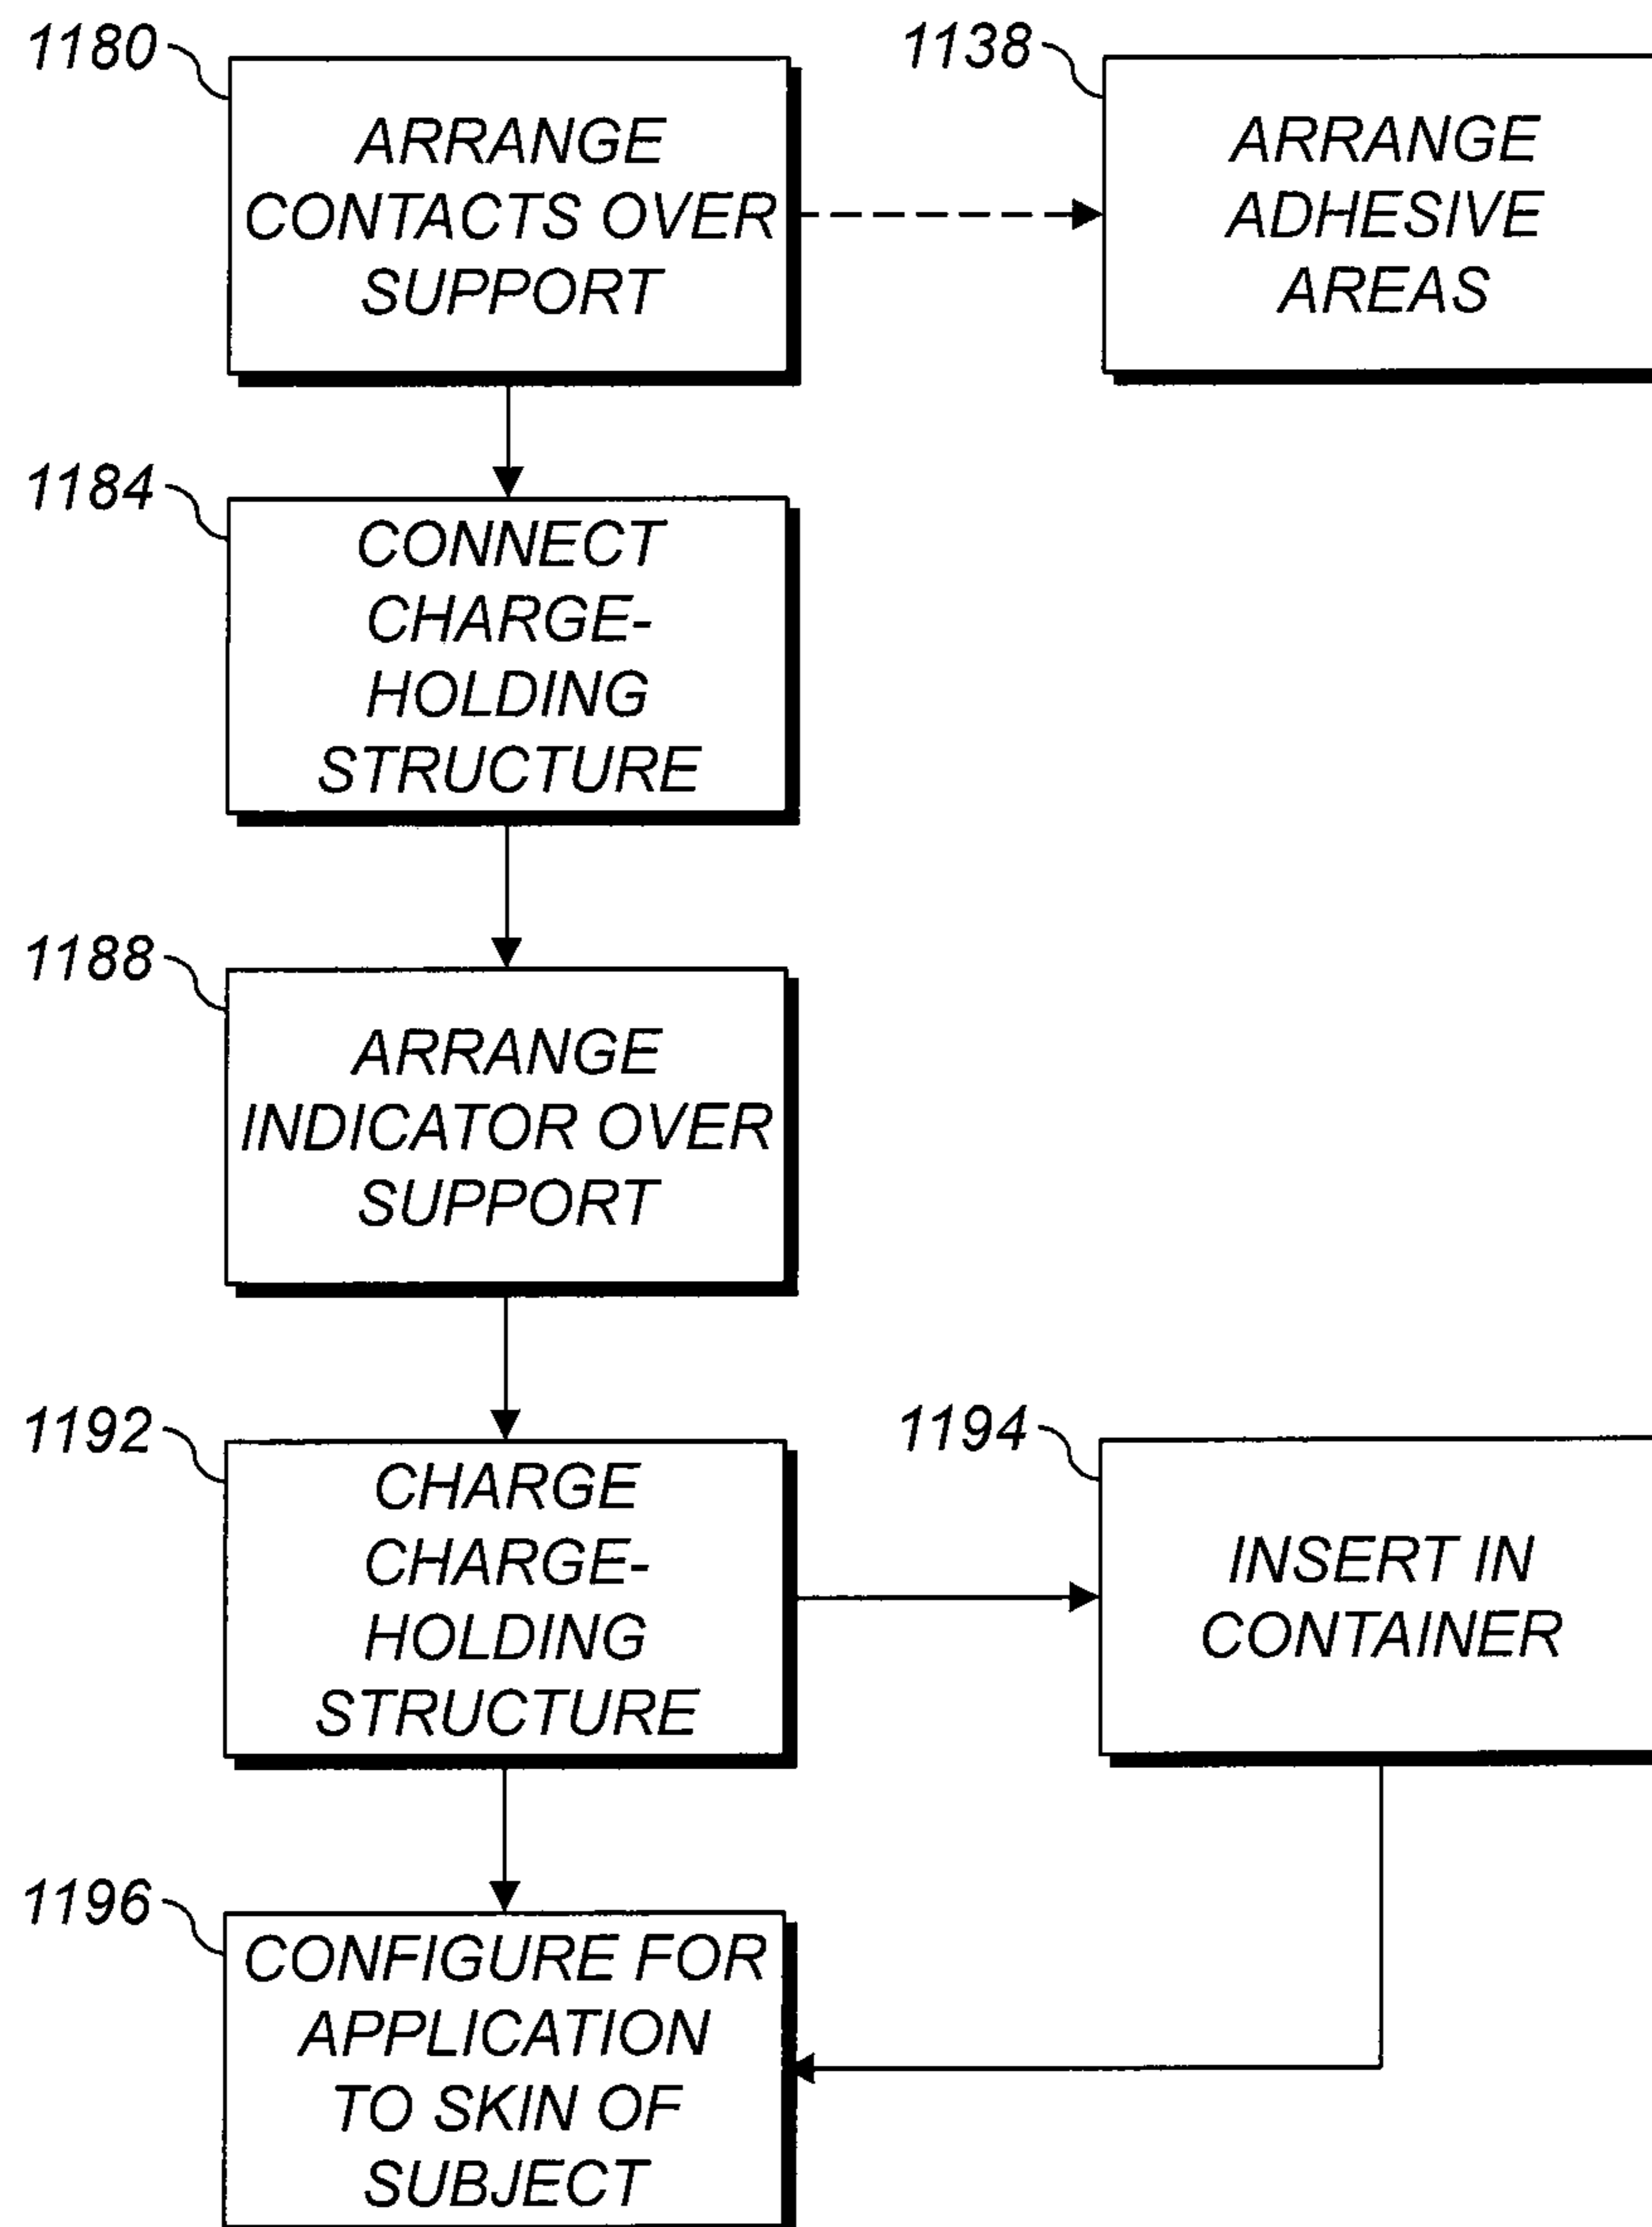 1180
ARRANGE
CONTACTS OVER
SUPPORT
1138
ARRANGE
ADHESIVE
AREAS
1184
CONNECT
CHARGE-
HOLDING
STRUCTURE
1188
ARRANGE
INDICATOR OVER
SUPPORT
1192
CHARGE
CHARGE-
HOLDING
STRUCTURE
1194
INSERT IN
CONTAINER
1196
CONFIGURE FOR
APPLICATION
TO SKIN OF
SUBJECT